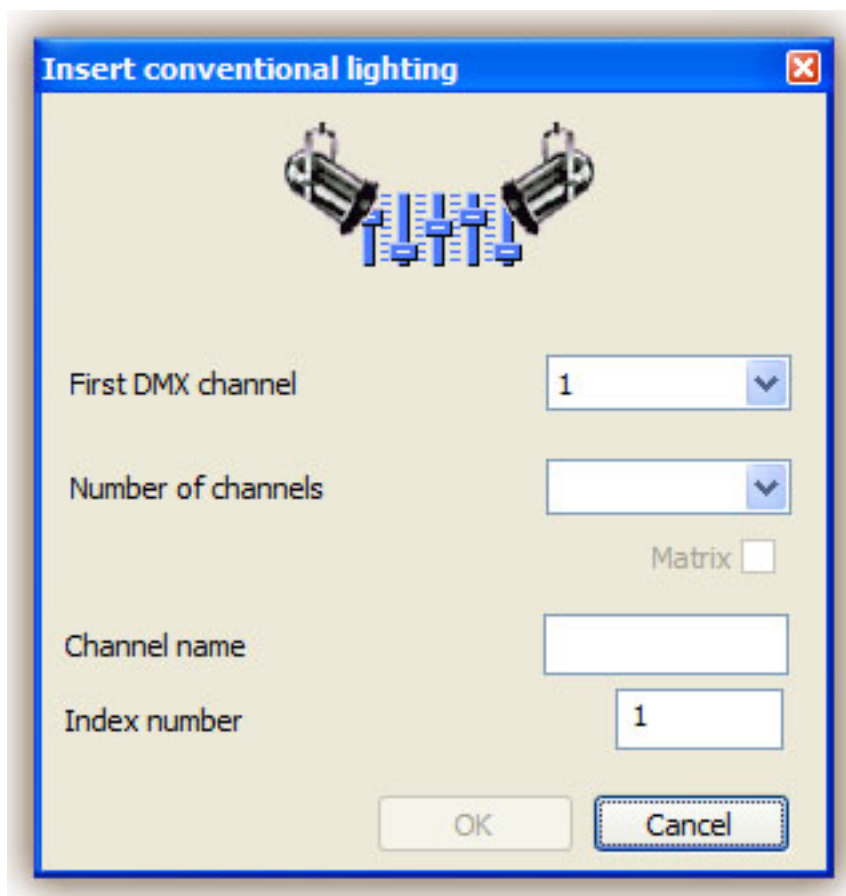 Insert conventional lighting
First DMX channel 1
Number of channels
Matrix
Channel name
Index number 1
OK Cancel